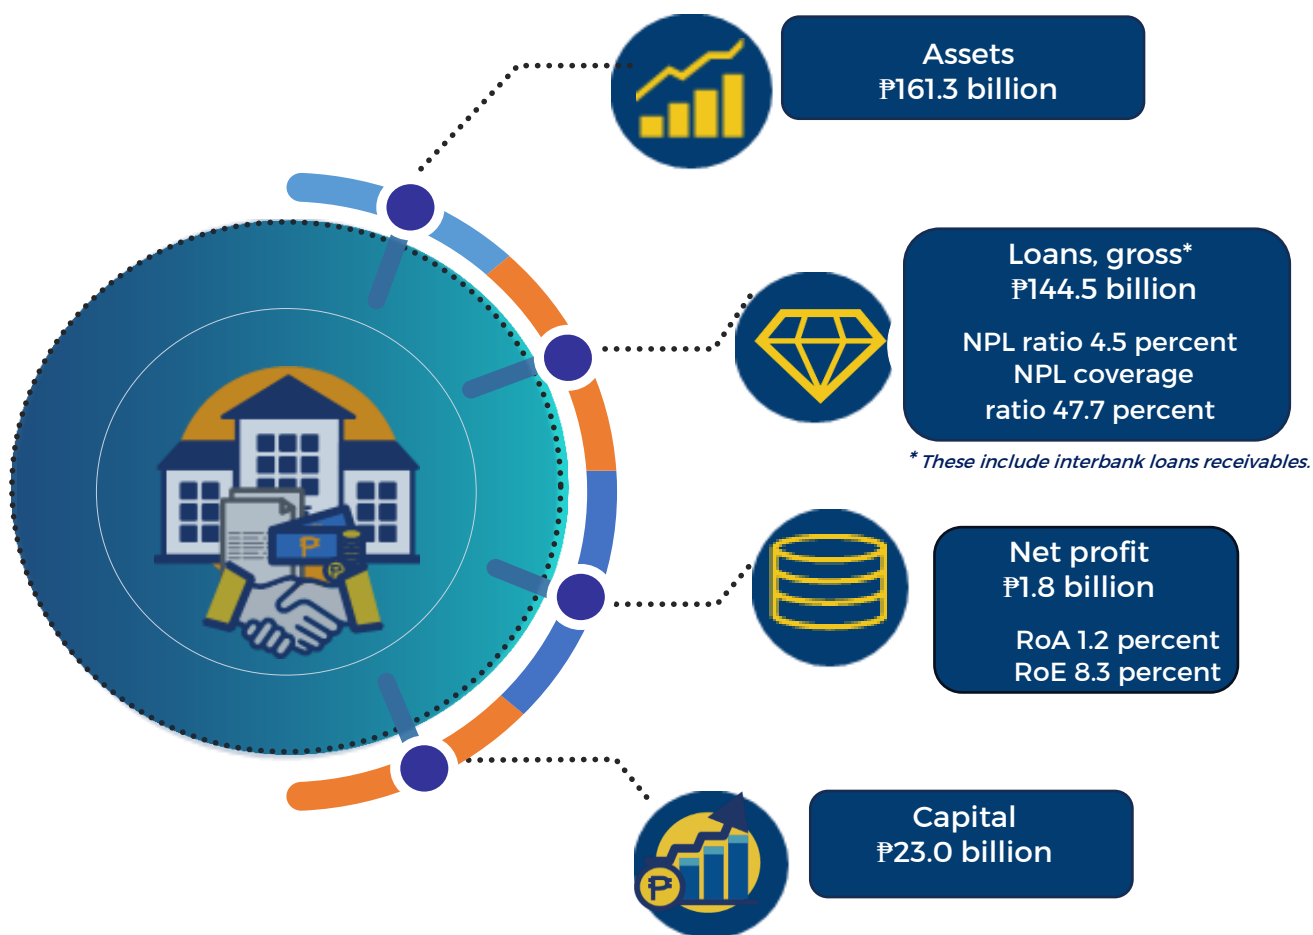 Assets
₱161.3 billion
Loans, gross*
₱144.5 billion
NPL ratio 4.5 percent
NPL coverage
ratio 47.7 percent
* These include interbank loans receivables.
Net profit
₱1.8 billion
RoA 1.2 percent
RoE 8.3 percent
Capital
₱23.0 billion
₱
₱
₱